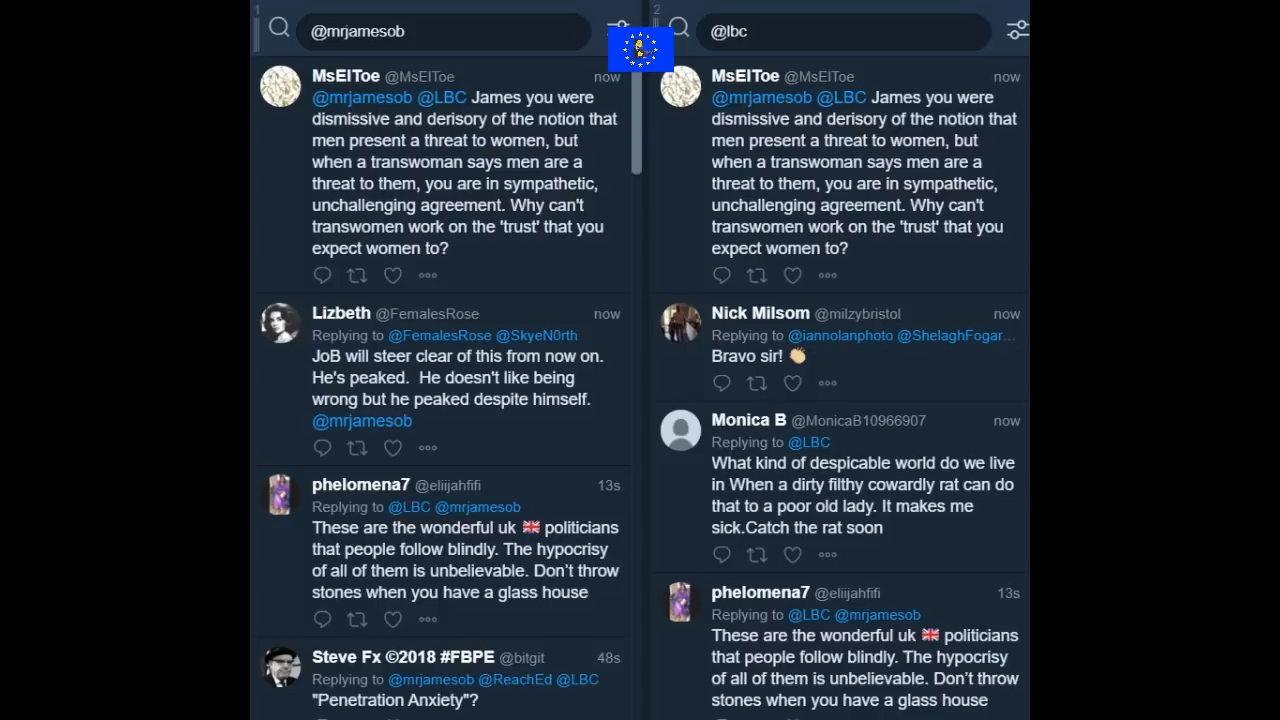 1
@mrjamesob
MsElToe @MsElToe now
@mrjamesob @LBC James you were
dismissive and derisory of the notion that
men present a threat to women, but
when a transwoman says men are a
threat to them, you are in sympathetic,
unchallenging agreement. Why can't
transwomen work on the 'trust' that you
expect women to?
Lizbeth @FemalesRose now
Replying to @FemalesRose @SkyeN0rth
JoB will steer clear of this from now on.
He's peaked. He doesn't like being
wrong but he peaked despite himself.
@mrjamesob
phelomena7 @eliijahfifi 13s
Replying to @LBC @mrjamesob
These are the wonderful uk 🇬🇧 politicians
that people follow blindly. The hypocrisy
of all of them is unbelievable. Don’t throw
stones when you have a glass house
Steve Fx ©2018 #FBPE @bitgit 48s
Replying to @mrjamesob @ReachEd @LBC
"Penetration Anxiety"?
2
@lbc
MsElToe @MsElToe now
@mrjamesob @LBC James you were
dismissive and derisory of the notion that
men present a threat to women, but
when a transwoman says men are a
threat to them, you are in sympathetic,
unchallenging agreement. Why can't
transwomen work on the 'trust' that you
expect women to?
Nick Milsom @milzybristol now
Replying to @iannolanphoto @ShelaghFogar...
Bravo sir! 👏🏼
Monica B @MonicaB10966907 now
Replying to @LBC
What kind of despicable world do we live
in When a dirty filthy cowardly rat can do
that to a poor old lady. It makes me
sick.Catch the rat soon
phelomena7 @eliijahfifi 13s
Replying to @LBC @mrjamesob
These are the wonderful uk 🇬🇧 politicians
that people follow blindly. The hypocrisy
of all of them is unbelievable. Don’t throw
stones when you have a glass house